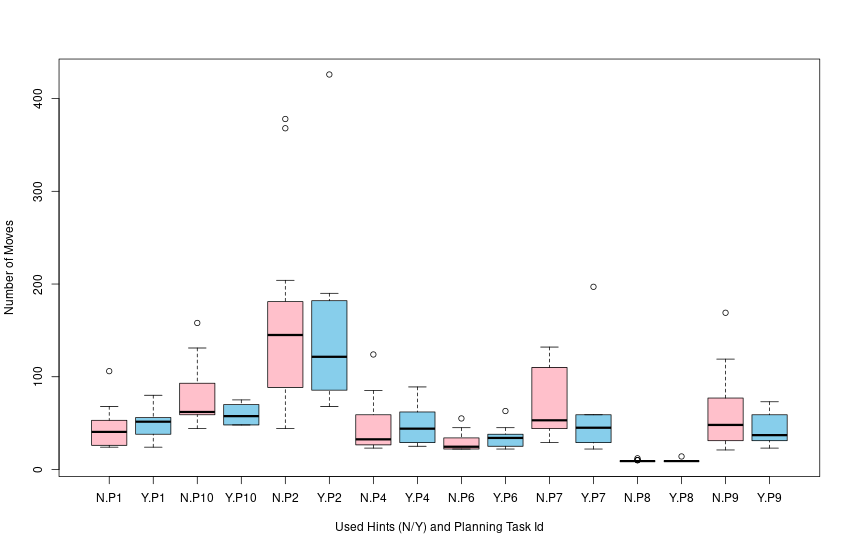 400
300
200
100
0
Number of Moves
N.P1 Y.P1 N.P10 Y.P10 N.P2 Y.P2 N.P4 Y.P4 N.P6 Y.P6 N.P7 Y.P7 N.P8 Y.P8 N.P9 Y.P9
Used Hints (N/Y) and Planning Task Id